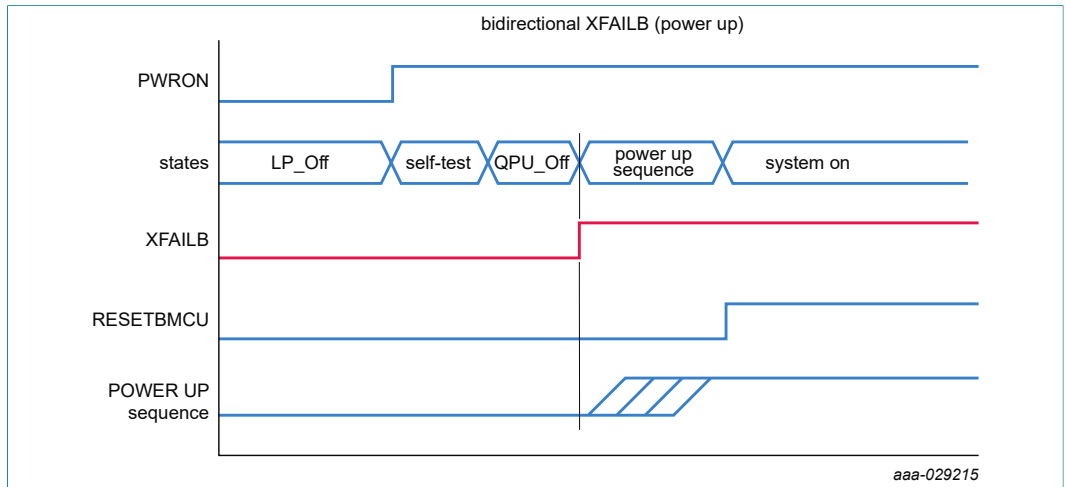 bidirectional XFAILB (power up)
PWRON
states
LP_Off
self-test
QPU_Off
power up
sequence
system on
XFAILB
RESETBMCU
POWER UP
sequence
aaa-029215